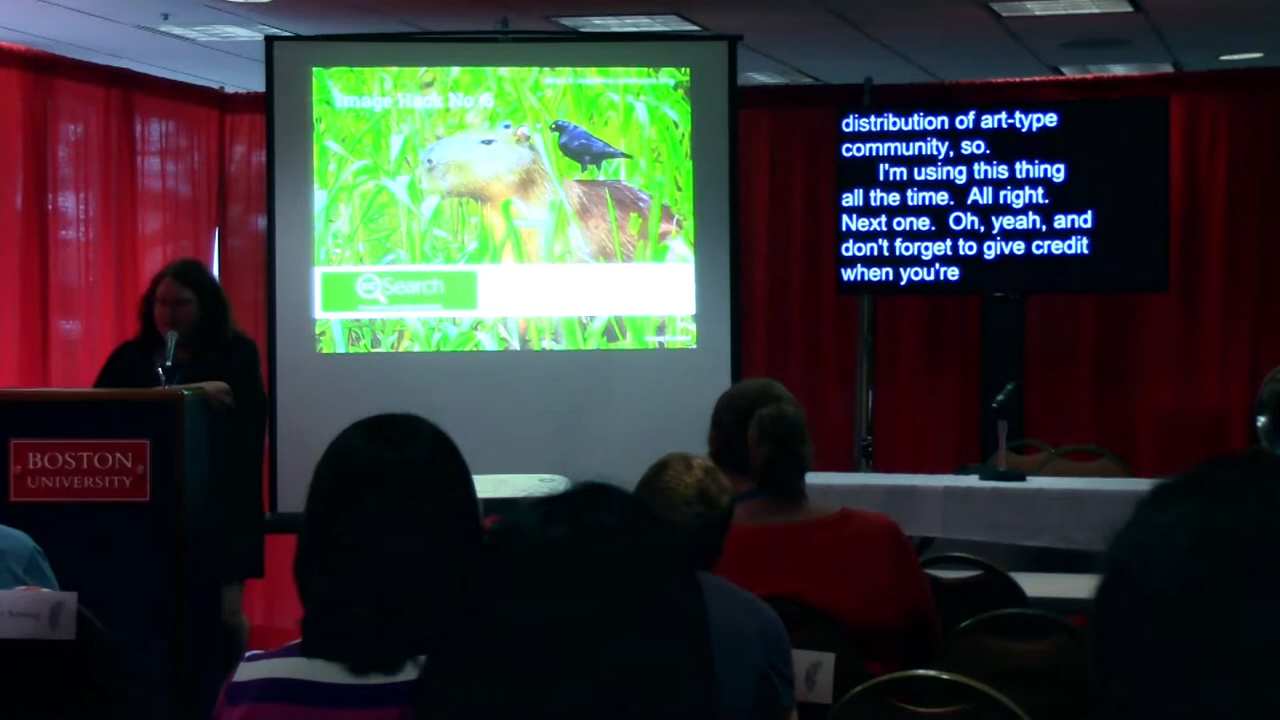 Image Hack No 6
Search
distribution of art-type
community, so.
I'm using this thing
all the time. All right.
Next one. Oh, yeah, and
don't forget to give credit
when you're
BOSTON
UNIVERSITY